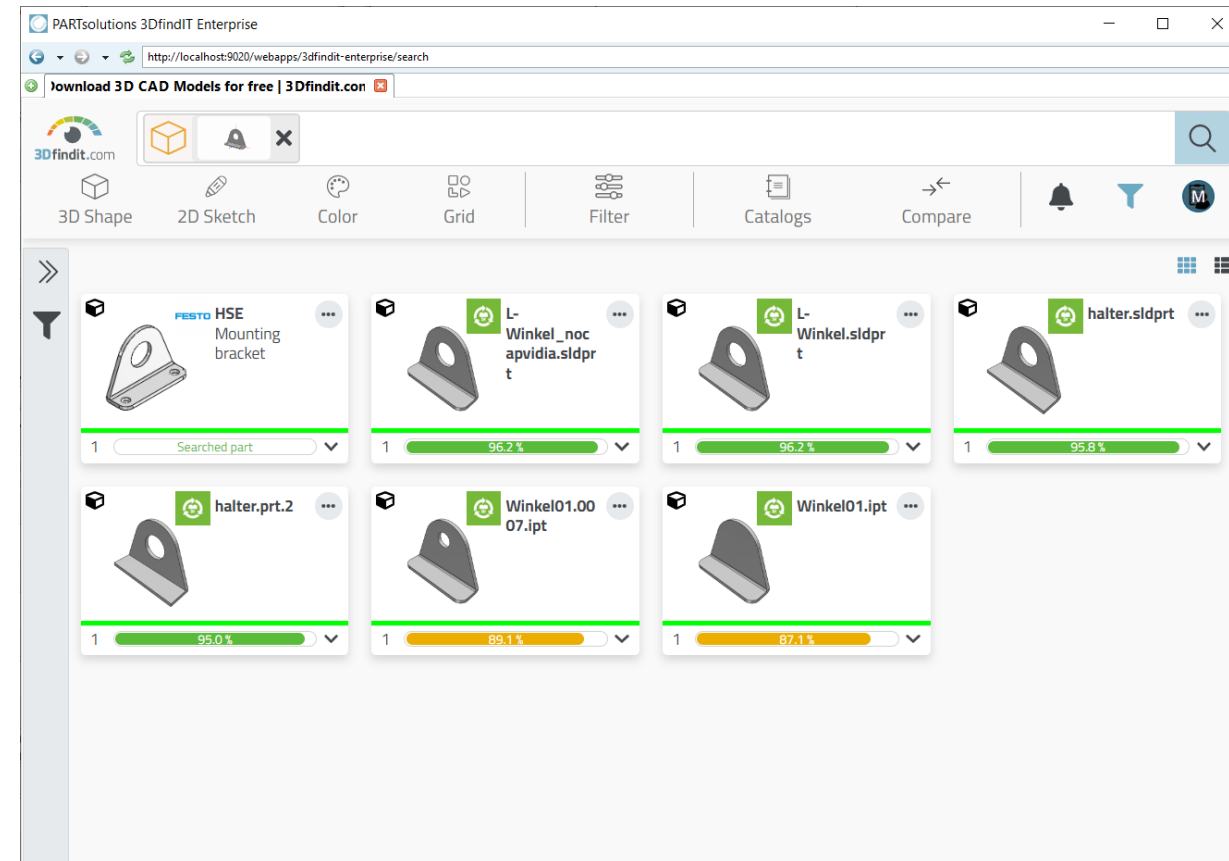 PARTsolutions 3DfindIT Enterprise
http://localhost:9020/webapps/3dfindit-enterprise/search
Download 3D CAD Models for free | 3Dfindit.con
3Dfindit.com
3D Shape
2D Sketch
Color
Grid
Filter
Catalogs
Compare
M
FESTO HSE
Mounting
bracket
1 Searched part
L-
Winkel_noc
apvidia.sldpr
t
1 96.2 %
L-
Winkel.sldpr
t
1 96.2 %
halter.sldprt
1 95.8 %
halter.prt.2
1 95.0 %
Winkel01.00
07.ipt
1 89.1 %
Winkel01.ipt
1 87.1 %